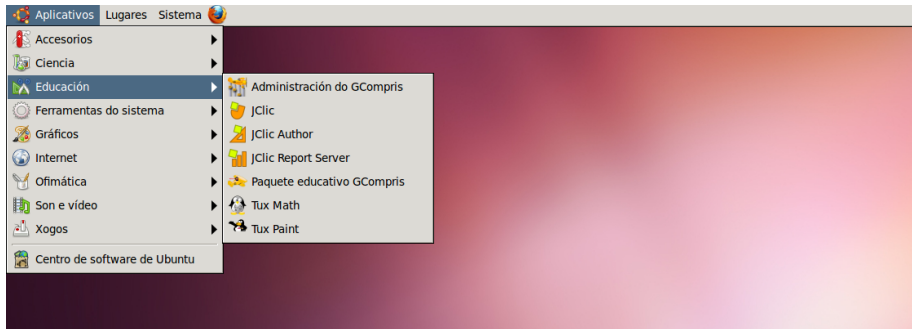 Aplicativos Lugares Sistema
Accesorios
Ciencia
Educación
Ferramentas do sistema
Gráficos
Internet
Ofimática
Son e vídeo
Xogos
Centro de software de Ubuntu
Administración do GCompris
JClic
JClic Author
JClic Report Server
Paquete educativo GCompris
Tux Math
Tux Paint